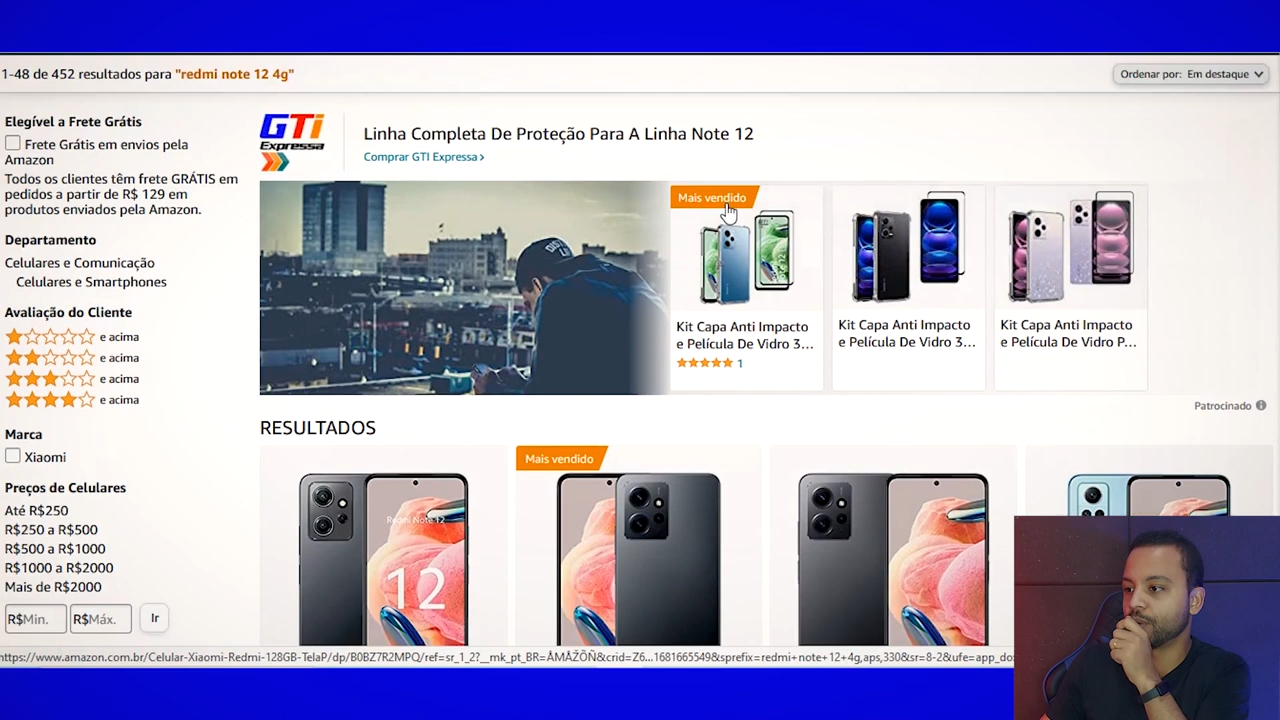 1-48 de 452 resultados para "redmi note 12 4g"
Ordenar por: Em destaque
Elegível a Frete Grátis
Frete Grátis em envios pela
Amazon
Todos os clientes têm frete GRÁTIS em
pedidos a partir de R$ 129 em
produtos enviados pela Amazon.
Departamento
Celulares e Comunicação
Celulares e Smartphones
Avaliação do Cliente
e acima
e acima
e acima
e acima
Marca
Xiaomi
Preços de Celulares
Até R$250
R$250 a R$500
R$500 a R$1000
R$1000 a R$2000
Mais de R$2000
R$Min. R$Máx. Ir
GTi
Expressa
Linha Completa De Proteção Para A Linha Note 12
Comprar GTI Expressa
Mais vendido
Kit Capa Anti Impacto
e Película De Vidro 3...
1
Kit Capa Anti Impacto
e Película De Vidro 3...
Kit Capa Anti Impacto
e Película De Vidro P...
Patrocinado
RESULTADOS
Mais vendido
Redmi Note 12
12
https://www.amazon.com.br/Celular-Xiaomi-Redmi-128GB-TelaP/dp/B0BZ7R2MPQ/ref=sr_1_2?__mk_pt_BR=ÅMÅŽÕÑ&crid=Z6...1681665549&sprefix=redmi+note+12+4g,aps,330&sr=8-2&ufe=app_do: